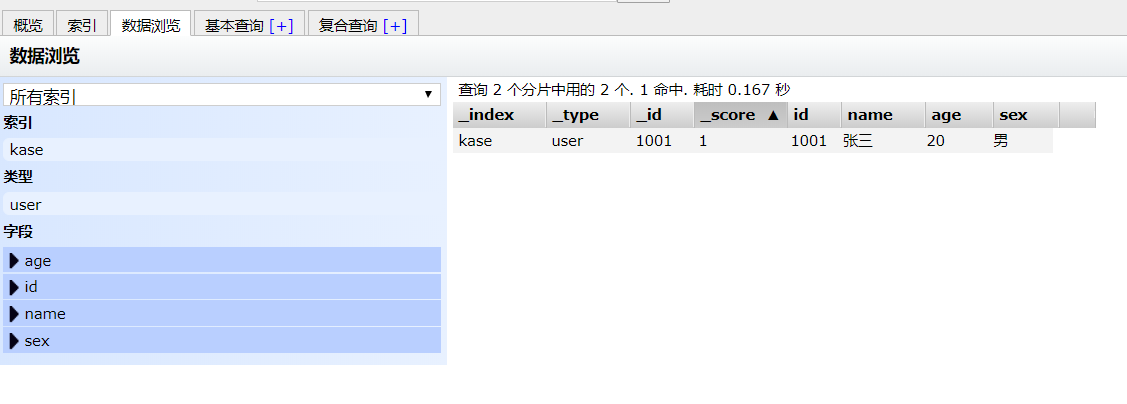 概览 索引 数据浏览 基本查询 [+] 复合查询 [+]
数据浏览
所有索引
索引
kase
类型
user
字段
age
id
name
sex
查询 2 个分片中用的 2 个. 1 命中. 耗时 0.167 秒
_index _type _id _score ▲ id name age sex
kase user 1001 1 1001 张三 20 男